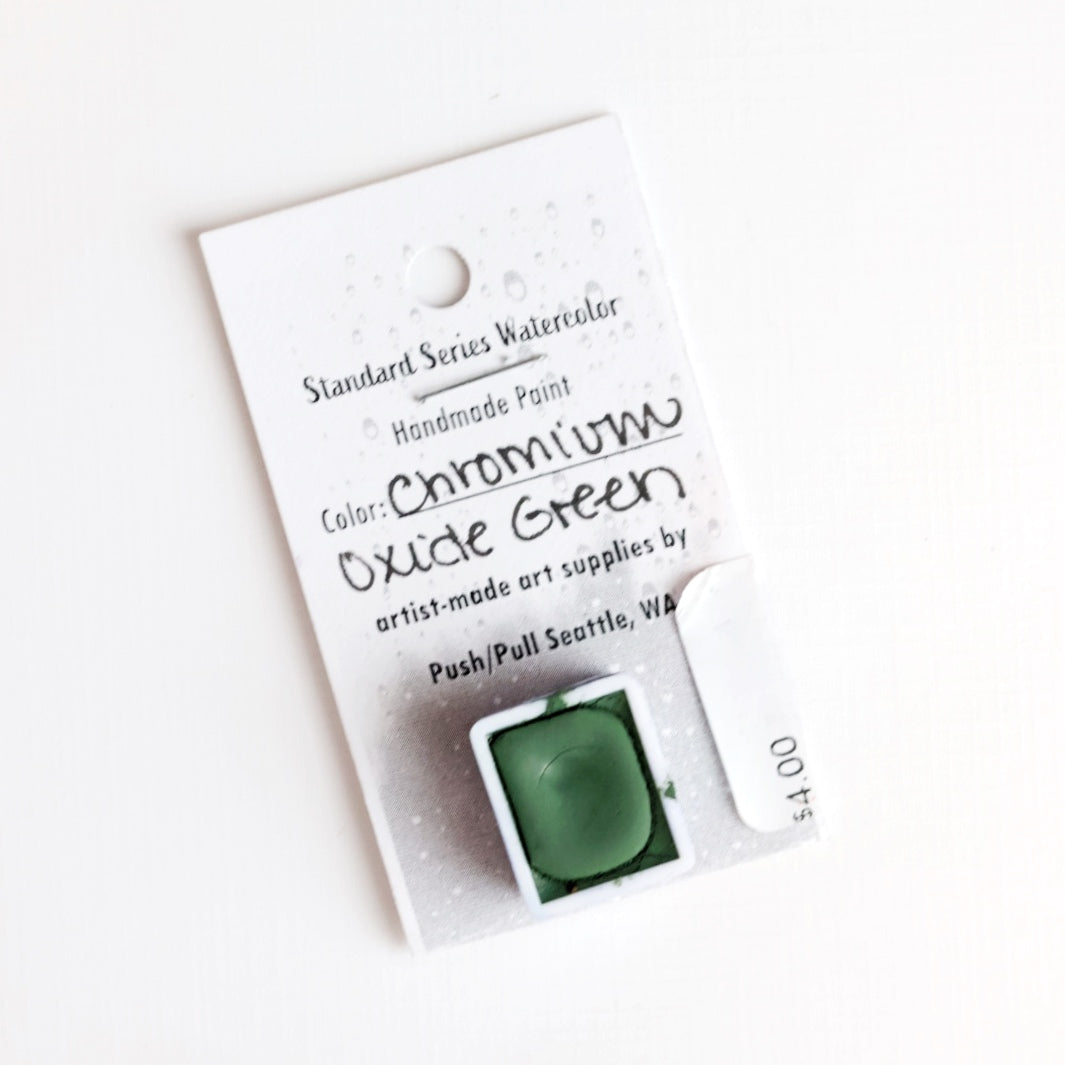 Standard Series Watercolor
Handmade Paint
Color: Chromium
Oxide Green
artist-made art supplies by
Push/Pull Seattle, WA
$4.00